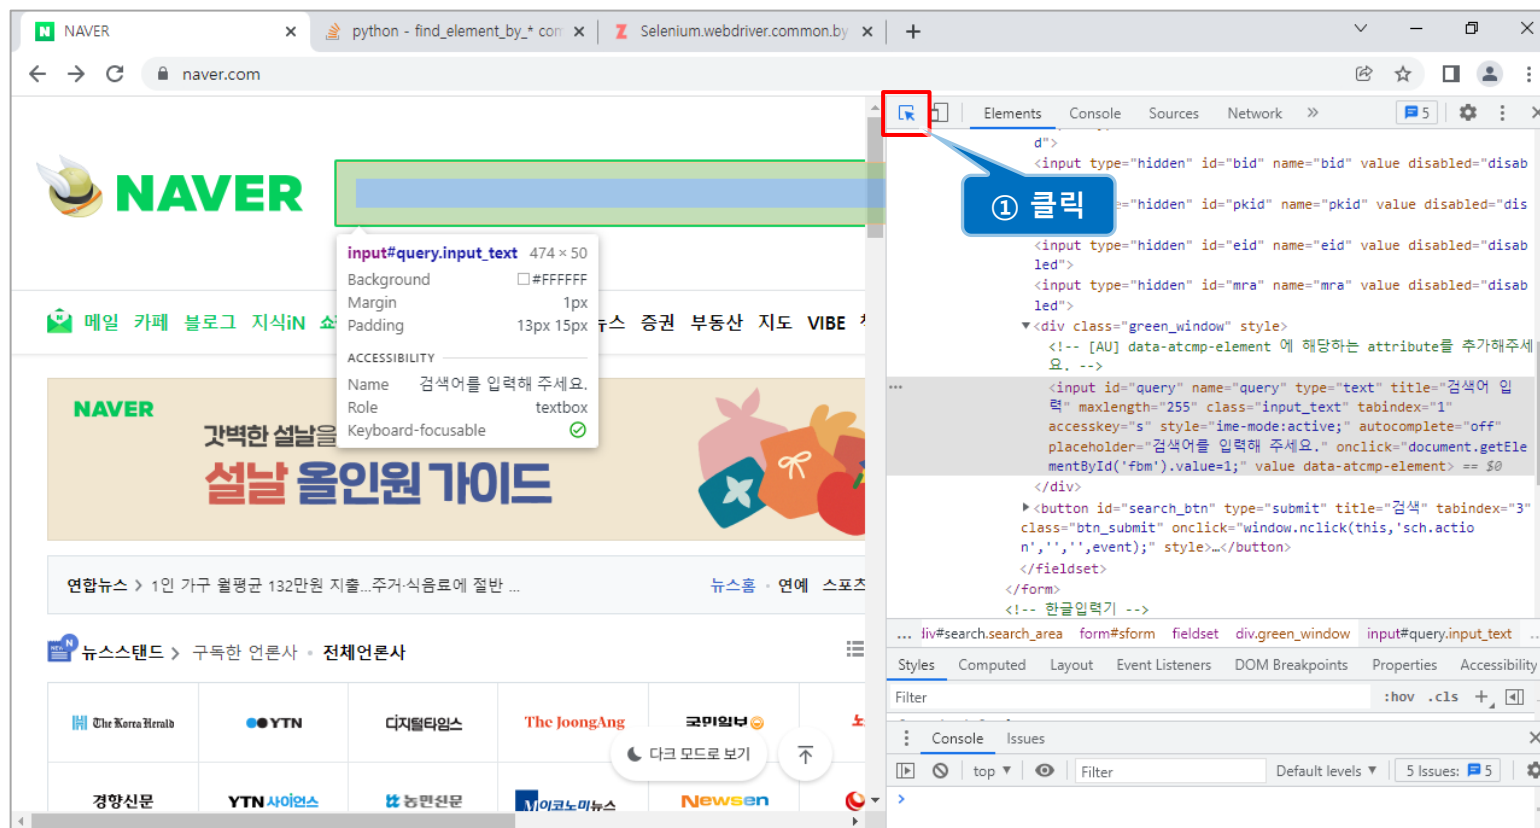 NAVER
python - find_element_by_* com
Selenium.webdriver.common.by
naver.com
NAVER
input#query.input_text 474 × 50
Background #FFFFFF
Margin 1px
Padding 13px 15px
ACCESSIBILITY
Name 검색어를 입력해 주세요.
Role textbox
Keyboard-focusable
메일 카페 블로그 지식iN 쇼
뉴스 증권 부동산 지도 VIBE
NAVER
갓벽한 설날을
설날 올인원 가이드
연합뉴스 > 1인 가구 월평균 132만원 지출...주거·식음료에 절반 ...
뉴스홈 · 연예 스포츠
NEW N
뉴스스탠드 > 구독한 언론사 · 전체언론사
The Korea Herald
YTN
디지털타임스
The JoongAng
국민일보
다크 모드로 보기
경향신문
YTN 사이언스
농민신문
M이코노미뉴스
Newsen
① 클릭
Elements Console Sources Network » 5
d">
<input type="hidden" id="bid" name="bid" value disabled="disab
="hidden" id="pkid" name="pkid" value disabled="dis
<input type="hidden" id="eid" name="eid" value disabled="disab
led">
<input type="hidden" id="mra" name="mra" value disabled="disab
led">
▼<div class="green_window" style>
<!-- [AU] data-atcmp-element 에 해당하는 attribute를 추가해주세
요. -->
<input id="query" name="query" type="text" title="검색어 입
력" maxlength="255" class="input_text" tabindex="1"
accesskey="s" style="ime-mode:active;" autocomplete="off"
placeholder="검색어를 입력해 주세요." onclick="document.getEle
mentById('fbm').value=1;" value data-atcmp-element> == $0
</div>
▶<button id="search_btn" type="submit" title="검색" tabindex="3"
class="btn_submit" onclick="window.nclick(this,'sch.actio
n','','',event);" style>…</button>
</fieldset>
</form>
<!-- 한글입력기 -->
... div#search.search_area form#sform fieldset div.green_window input#query.input_text ...
Styles Computed Layout Event Listeners DOM Breakpoints Properties Accessibility
Filter :hov .cls +
Console Issues
top ▼ Filter Default levels ▼ 5 Issues: 5
>